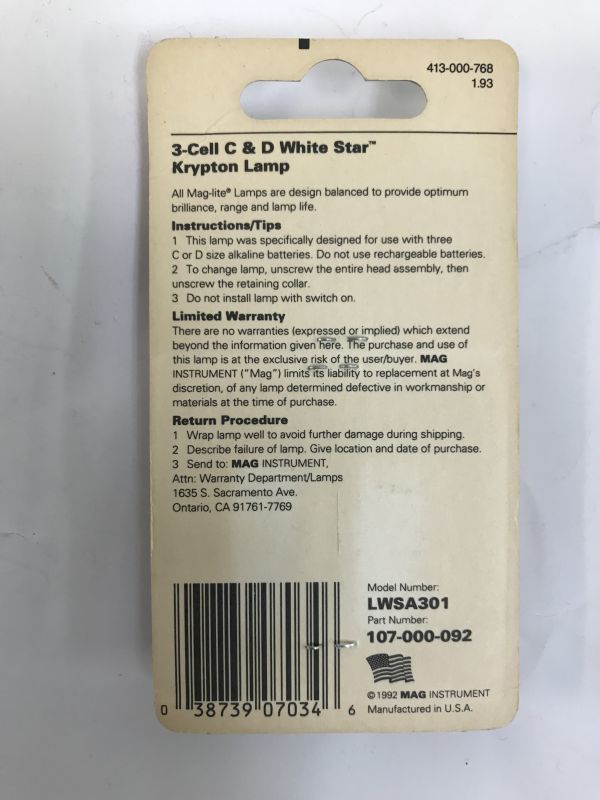 413-000-768
1.93
3-Cell C & D White Star™
Krypton Lamp
All Mag-lite® Lamps are design balanced to provide optimum
brilliance, range and lamp life.
Instructions/Tips
1 This lamp was specifically designed for use with three
C or D size alkaline batteries. Do not use rechargeable batteries.
2 To change lamp, unscrew the entire head assembly, then
unscrew the retaining collar.
3 Do not install lamp with switch on.
Limited Warranty
There are no warranties (expressed or implied) which extend
beyond the information given here. The purchase and use of
this lamp is at the exclusive risk of the user/buyer. MAG
INSTRUMENT ("Mag") limits its liability to replacement at Mag's
discretion, of any lamp determined defective in workmanship or
materials at the time of purchase.
Return Procedure
1 Wrap lamp well to avoid further damage during shipping.
2 Describe failure of lamp. Give location and date of purchase.
3 Send to: MAG INSTRUMENT,
Attn: Warranty Department/Lamps
1635 S. Sacramento Ave.
Ontario, CA 91761-7769
Model Number:
LWSA301
Part Number:
107-000-092
©1992 MAG INSTRUMENT
Manufactured in U.S.A.
0 38739 07034 6